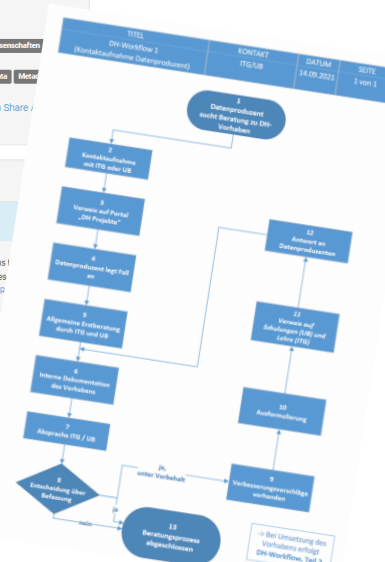 senschaften
ta
Metad
Share A
TITEL
DH-Workflow 1
(Kontaktaufnahme Datenproduzent)
KONTAKT
ITG/UB
DATUM
14.09.2021
SEITE
1 von 1
1
Datenproduzent
sucht Beratung zu DH-
Vorhaben
2
Kontaktaufnahme
mit ITG oder UB
3
Verweis auf Portal
„DH Projekte“
4
Datenproduzent legt Fall
an
5
Allgemeine Erstberatung
durch ITG und UB
6
Interne Dokumentation
des Vorhabens
7
Absprache ITG / UB
8
Entscheidung über
Befassung
ja,
unter Vorbehalt
ja
nein
9
Verbesserungsvorschläge
vorhanden
10
Ausformulierung
11
Verweis auf
Schulungen (UB) und
Lehre (ITG)
12
Antwort an
Datenproduzenten
13
Beratungsprozess
abgeschlossen
-> Bei Umsetzung des
Vorhabens erfolgt
DH-Workflow, Teil 2